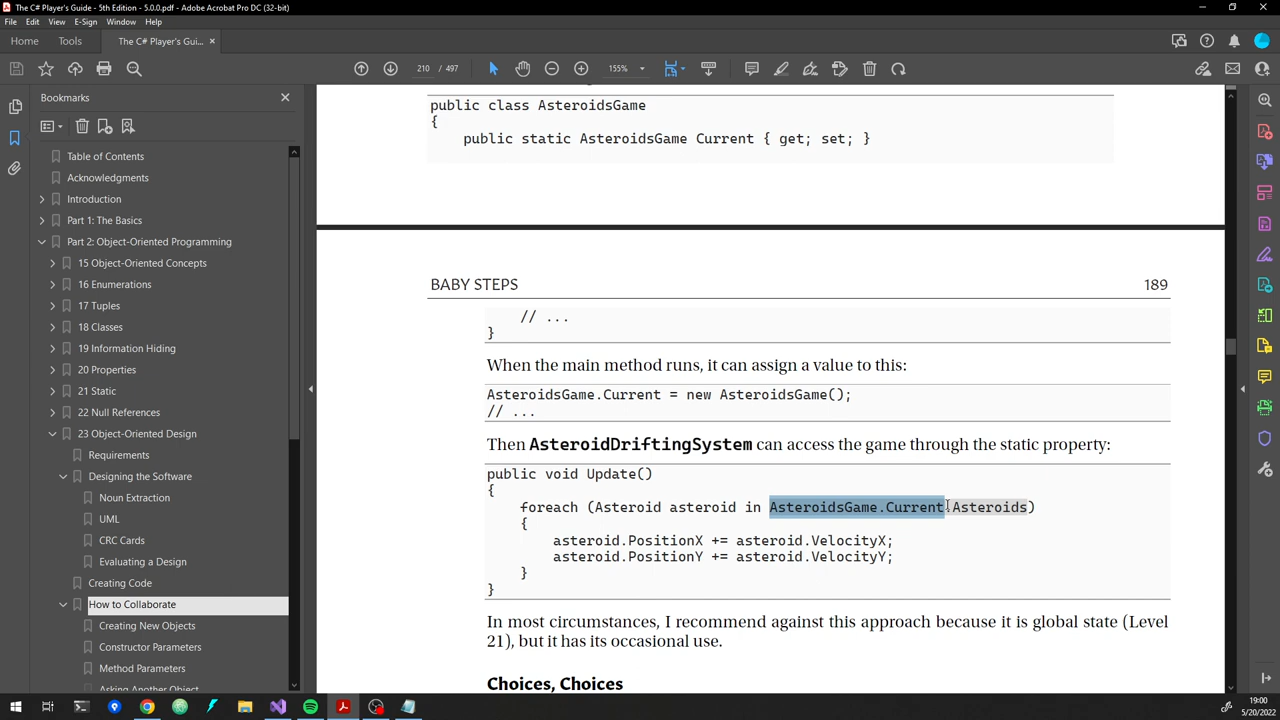 The C# Player's Guide - 5th Edition - 5.0.0.pdf - Adobe Acrobat Pro DC (32-bit)
File Edit View E-Sign Window Help
Home Tools The C# Player's Gui... ×
210 / 497 155%
Bookmarks
Table of Contents
Acknowledgments
Introduction
Part 1: The Basics
Part 2: Object-Oriented Programming
15 Object-Oriented Concepts
16 Enumerations
17 Tuples
18 Classes
19 Information Hiding
20 Properties
21 Static
22 Null References
23 Object-Oriented Design
Requirements
Designing the Software
Noun Extraction
UML
CRC Cards
Evaluating a Design
Creating Code
How to Collaborate
Creating New Objects
Constructor Parameters
Method Parameters
Asking Another Object
public class AsteroidsGame
{
public static AsteroidsGame Current { get; set; }
BABY STEPS 189
// ...
}
When the main method runs, it can assign a value to this:
AsteroidsGame.Current = new AsteroidsGame();
// ...
Then AsteroidDriftingSystem can access the game through the static property:
public void Update()
{
foreach (Asteroid asteroid in AsteroidsGame.Current.Asteroids)
{
asteroid.PositionX += asteroid.VelocityX;
asteroid.PositionY += asteroid.VelocityY;
}
}
In most circumstances, I recommend against this approach because it is global state (Level
21), but it has its occasional use.
Choices, Choices
19:00
5/20/2022